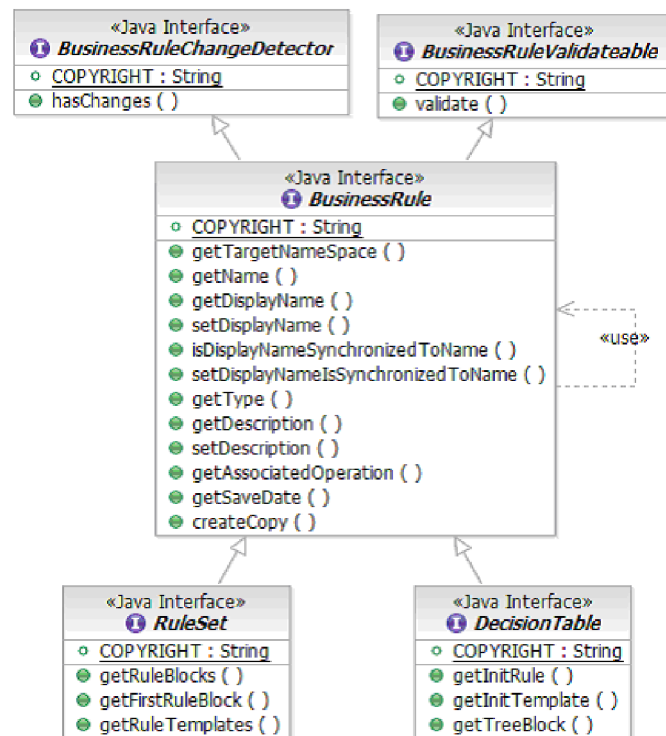 «Java Interface»
BusinessRuleChangeDetector
COPYRIGHT : String
hasChanges ( )
«Java Interface»
BusinessRuleValidateable
COPYRIGHT : String
validate ( )
«Java Interface»
BusinessRule
COPYRIGHT : String
getTargetNameSpace ( )
getName ( )
getDisplayName ( )
setDisplayName ( )
isDisplayNameSynchronizedToName ( )
setDisplayNameIsSynchronizedToName ( )
getType ( )
getDescription ( )
setDescription ( )
getAssociatedOperation ( )
getSaveDate ( )
createCopy ( )
«use»
«Java Interface»
RuleSet
COPYRIGHT : String
getRuleBlocks ( )
getFirstRuleBlock ( )
getRuleTemplates ( )
«Java Interface»
DecisionTable
COPYRIGHT : String
getInitRule ( )
getInitTemplate ( )
getTreeBlock ( )